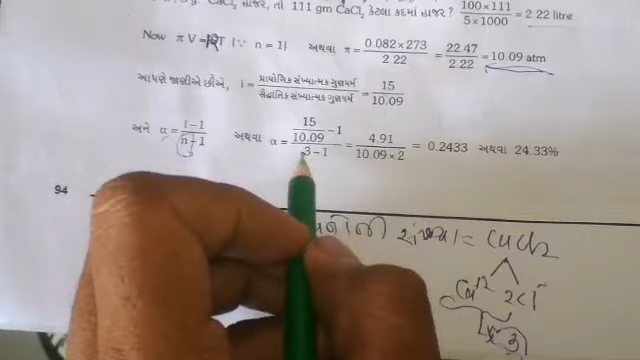 CaCl₂ હાજર, તો 111 gm CaCl₂ કેટલા કદમાં હાજર ? 100×111 / 5×1000 = 2.22 litre
Now π V = RT [∵ n = 1] અથવા π = 0.082×273 / 2.22 = 22.47 / 2.22 = 10.09 atm
આપણે જાણીએ છીએ, i = પ્રાયોગિક સંખ્યાત્મક ગુણધર્મ / સૈદ્ધાંતિક સંખ્યાત્મક ગુણધર્મ = 15 / 10.09
અને α = i−1 / n−1 અથવા α = 15/10.09 −1 / 3−1 = 4.91 / 10.09×2 = 0.2433 અથવા 24.33%
94
સંખ્યા = CaCl₂
Ca⁺² 2Cl⁻
3